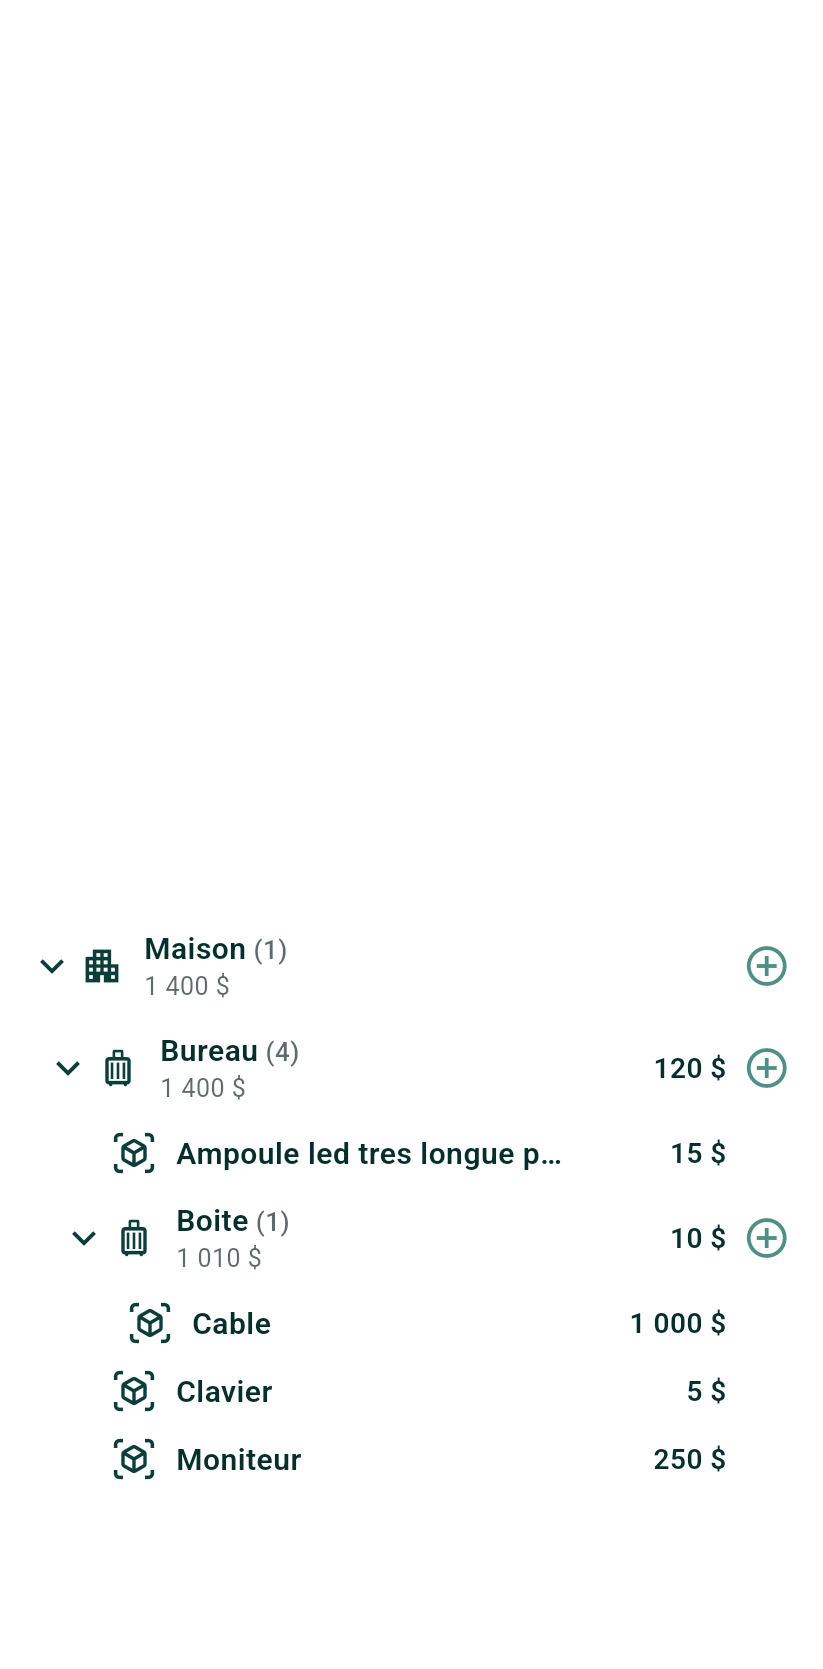 Maison (1)
1 400 $
Bureau (4)
1 400 $
120 $
Ampoule led tres longue p…
15 $
Boite (1)
1 010 $
10 $
Cable
1 000 $
Clavier
5 $
Moniteur
250 $